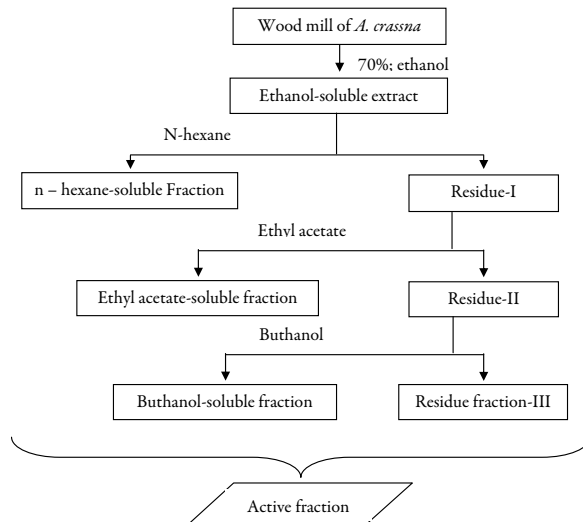 Wood mill of A. crassna
70%; ethanol
Ethanol-soluble extract
N-hexane
n – hexane-soluble Fraction
Residue-I
Ethyl acetate
Ethyl acetate-soluble fraction
Residue-II
Buthanol
Buthanol-soluble fraction
Residue fraction-III
Active fraction